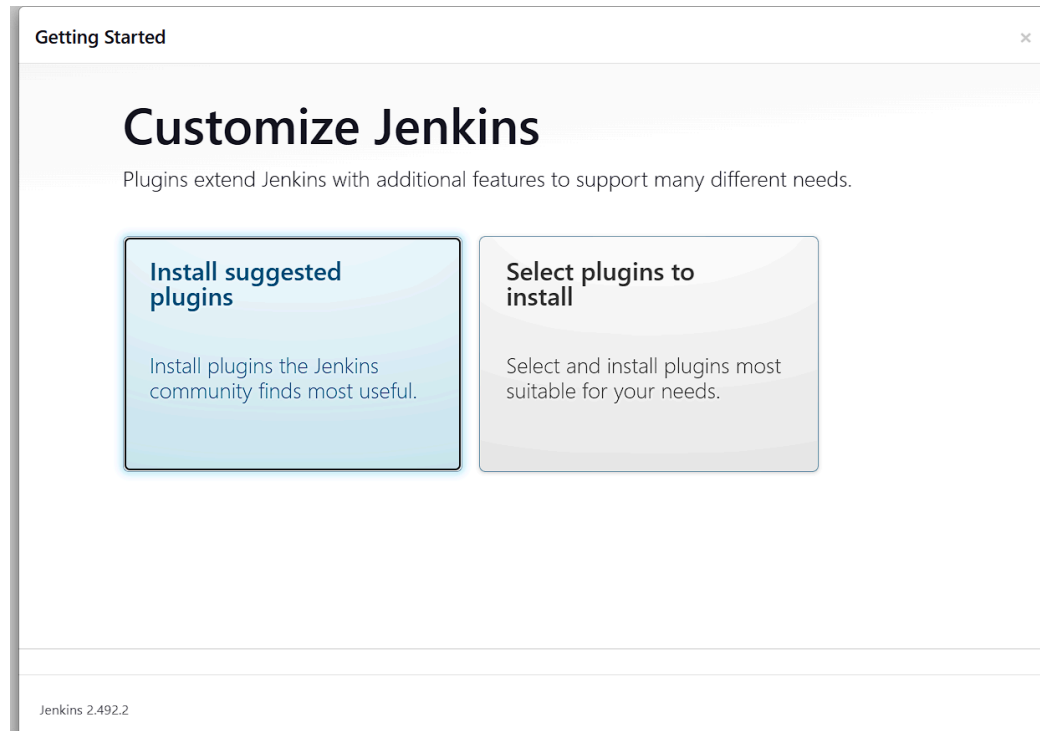 Getting Started
×
Customize Jenkins
Plugins extend Jenkins with additional features to support many different needs.
Install suggested
plugins
Install plugins the Jenkins
community finds most useful.
Select plugins to
install
Select and install plugins most
suitable for your needs.
Jenkins 2.492.2